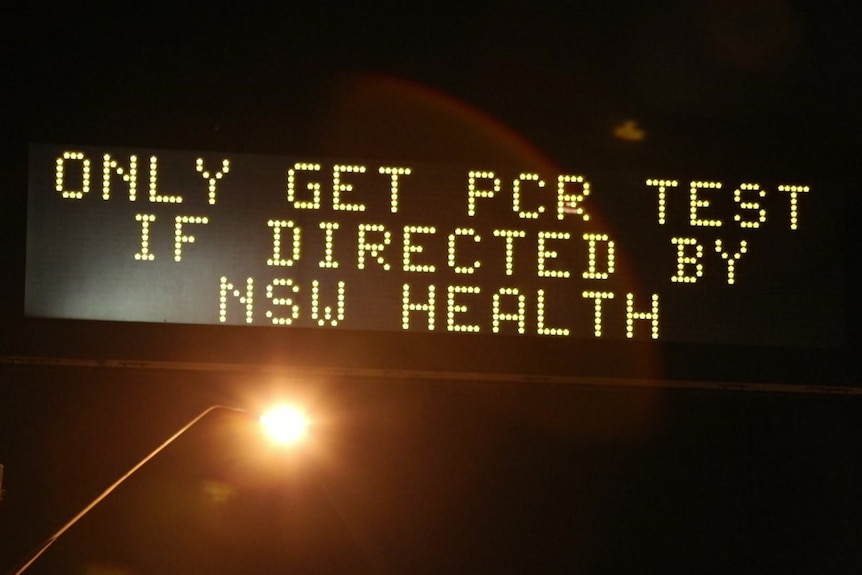 ONLY GET PCR TEST
IF DIRECTED BY
NSW HEALTH